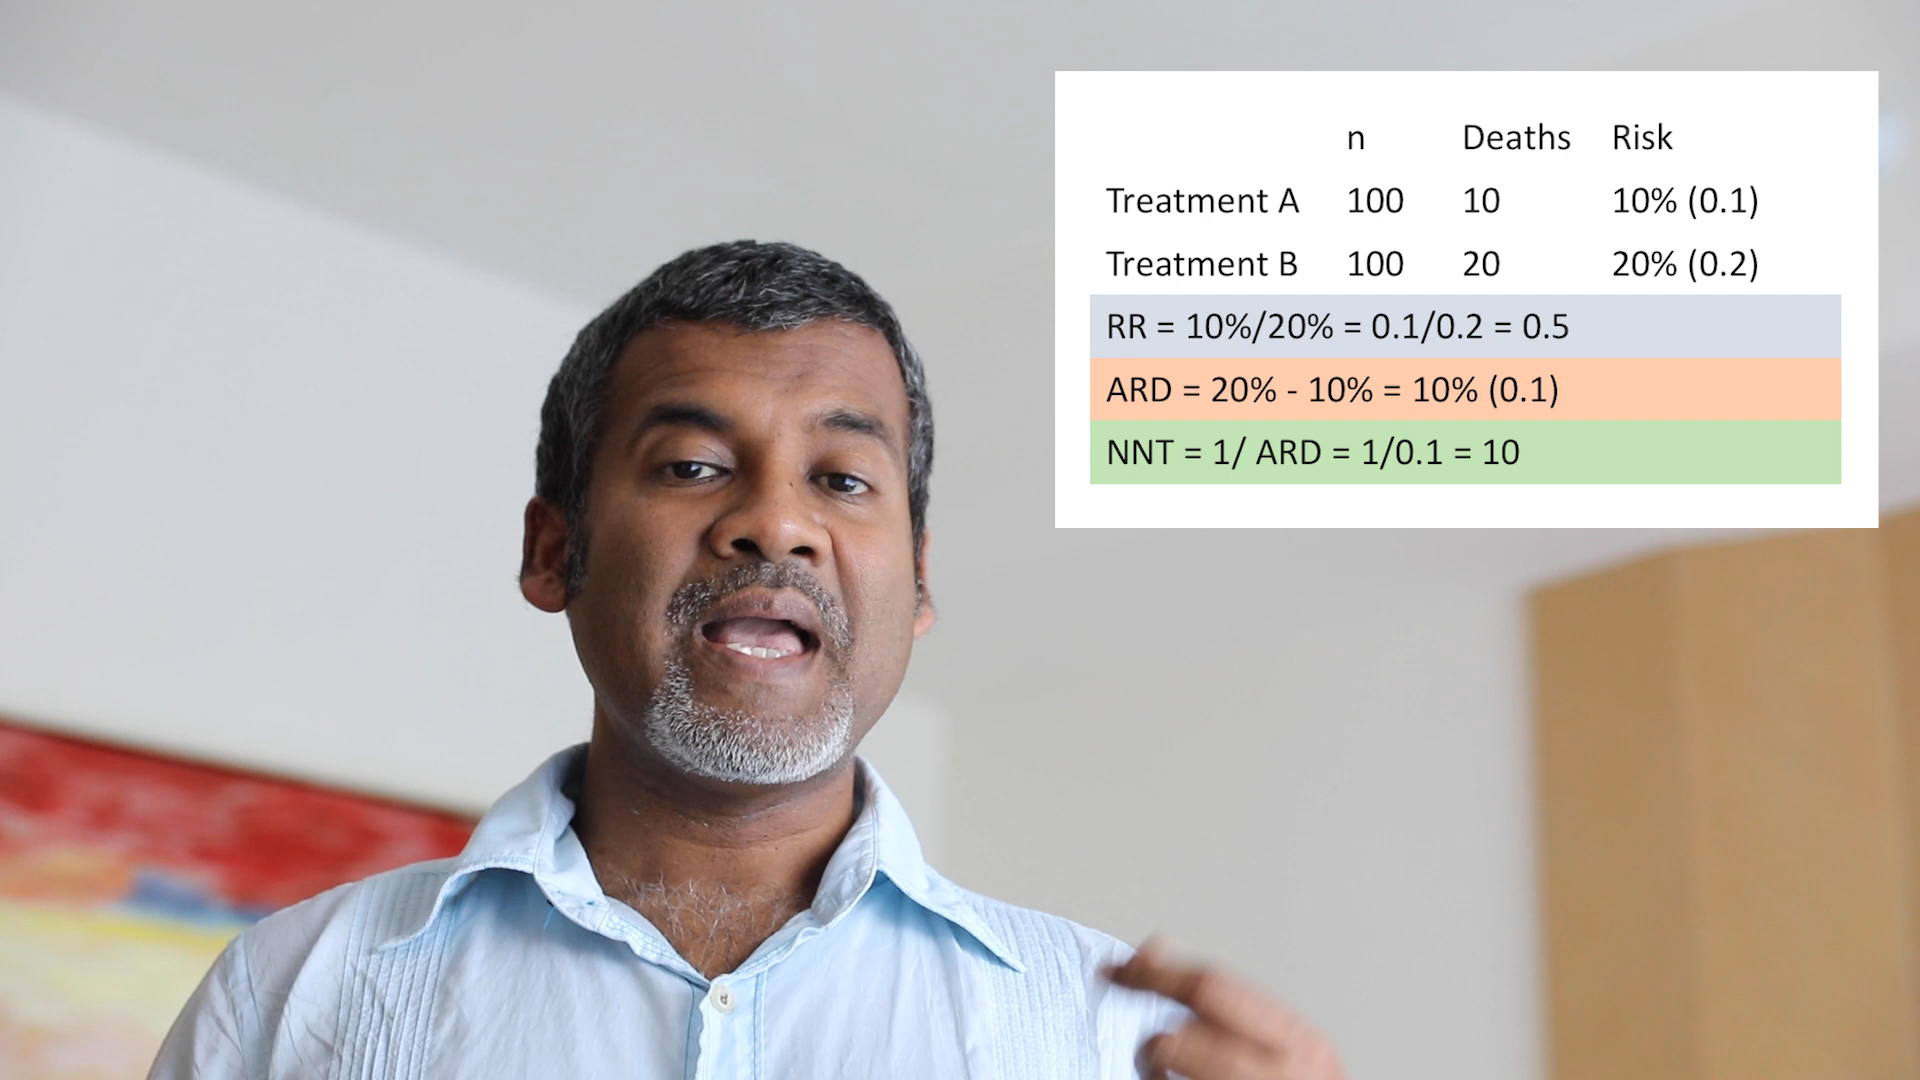 n Deaths Risk
Treatment A 100 10 10% (0.1)
Treatment B 100 20 20% (0.2)
RR = 10%/20% = 0.1/0.2 = 0.5
ARD = 20% - 10% = 10% (0.1)
NNT = 1/ ARD = 1/0.1 = 10